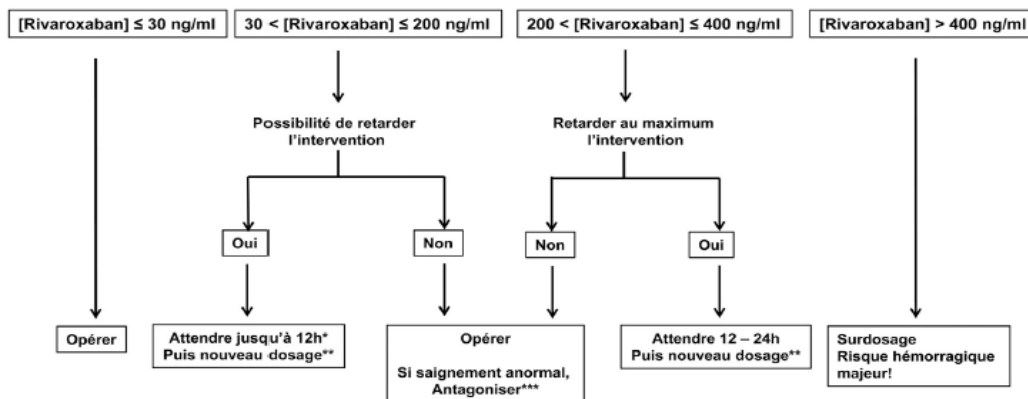 [Rivaroxaban] ≤ 30 ng/ml
30 < [Rivaroxaban] ≤ 200 ng/ml
200 < [Rivaroxaban] ≤ 400 ng/ml
[Rivaroxaban] > 400 ng/ml
Possibilité de retarder
l'intervention
Retarder au maximum
l'intervention
Oui
Non
Non
Oui
Opérer
Attendre jusqu'à 12h*
Puis nouveau dosage**
Opérer
Si saignement anormal,
Antagoniser***
Attendre 12 – 24h
Puis nouveau dosage**
Surdosage
Risque hémorragique
majeur!